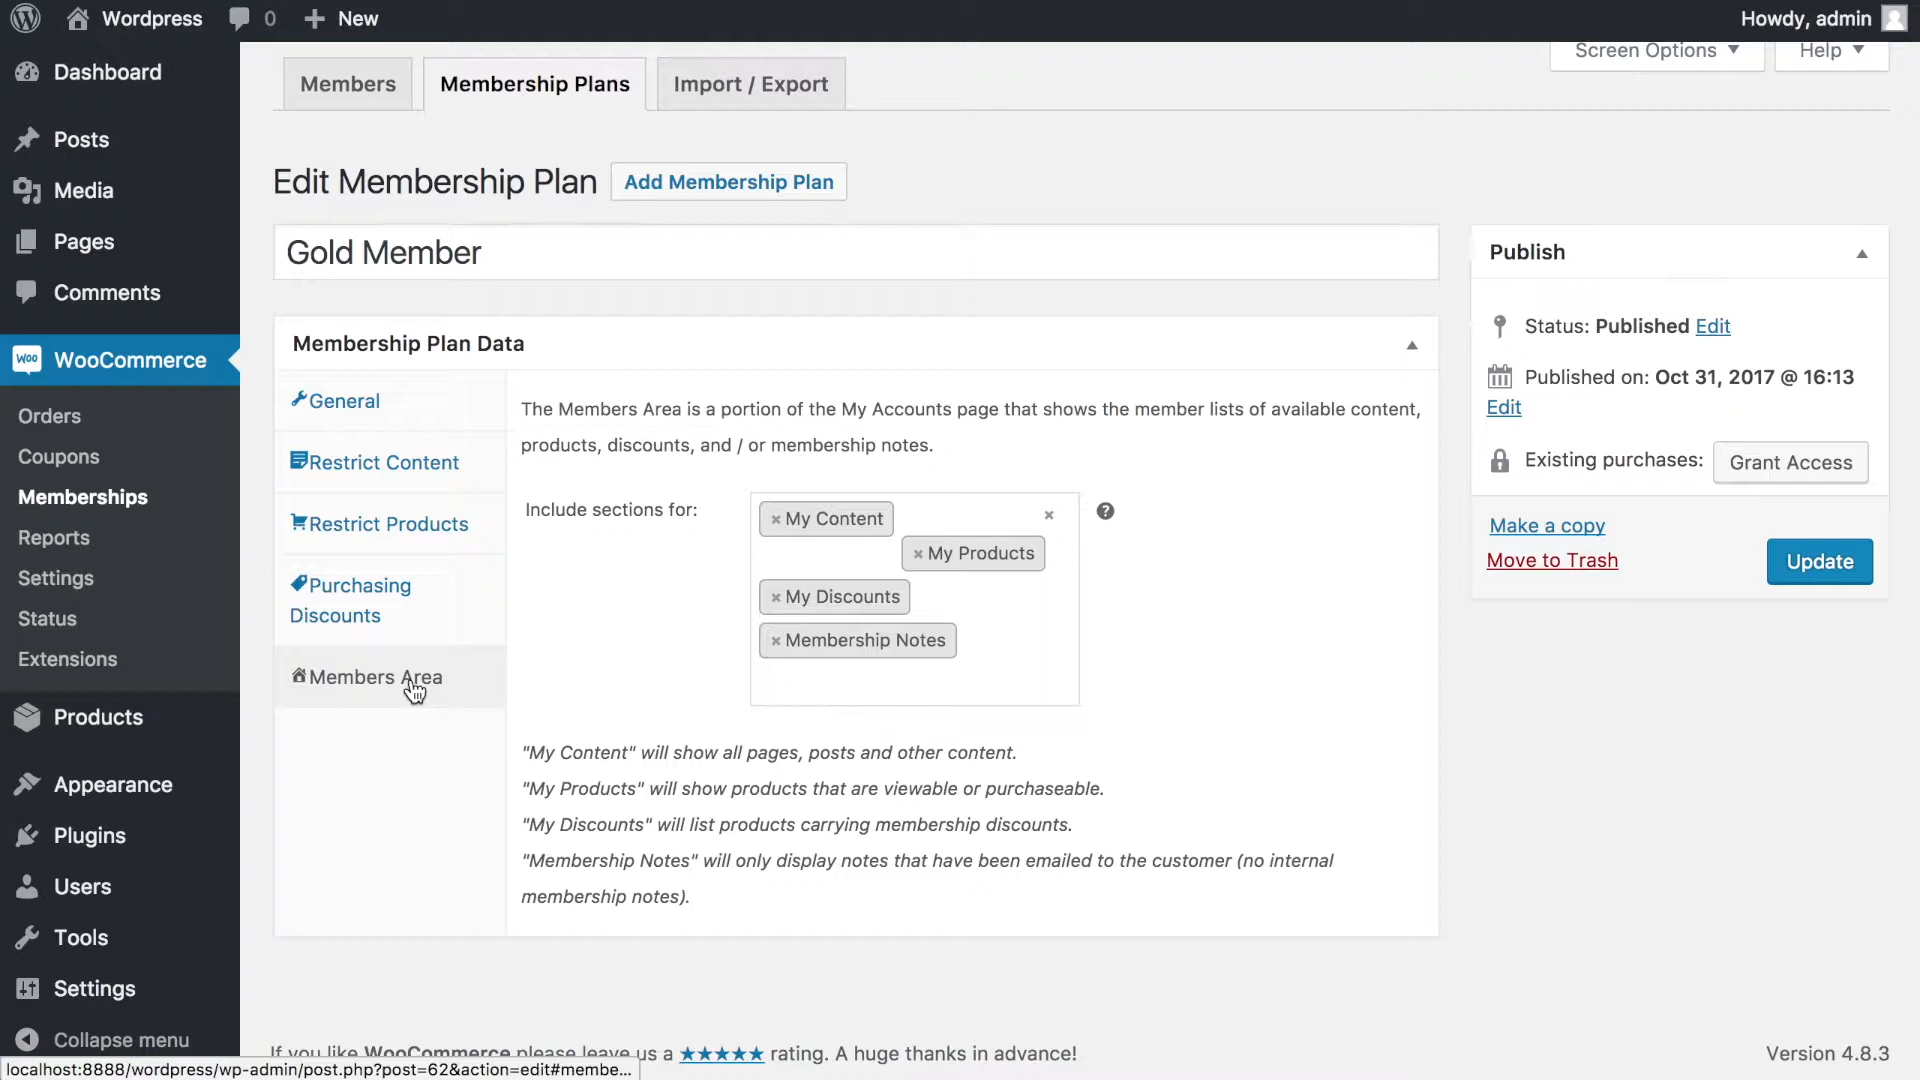 Wordpress 0 New Howdy, admin
Screen Options Help
Members Membership Plans Import / Export
Edit Membership Plan Add Membership Plan
Gold Member
Dashboard
Posts
Media
Pages
Comments
woo WooCommerce
Orders
Coupons
Memberships
Reports
Settings
Status
Extensions
Products
Appearance
Plugins
Users
Tools
Settings
Collapse menu
Membership Plan Data
General
Restrict Content
Restrict Products
Purchasing
Discounts
Members Area
The Members Area is a portion of the My Accounts page that shows the member lists of available content,
products, discounts, and / or membership notes.
Include sections for:
× My Content ×
× My Products
× My Discounts
× Membership Notes
?
"My Content" will show all pages, posts and other content.
"My Products" will show products that are viewable or purchaseable.
"My Discounts" will list products carrying membership discounts.
"Membership Notes" will only display notes that have been emailed to the customer (no internal
membership notes).
Publish
Status: Published Edit
Published on: Oct 31, 2017 @ 16:13
Edit
Existing purchases: Grant Access
Make a copy
Move to Trash
Update
If you like WooCommerce please leave us a ★★★★★ rating. A huge thanks in advance!
Version 4.8.3
localhost:8888/wordpress/wp-admin/post.php?post=62&action=edit#membe...